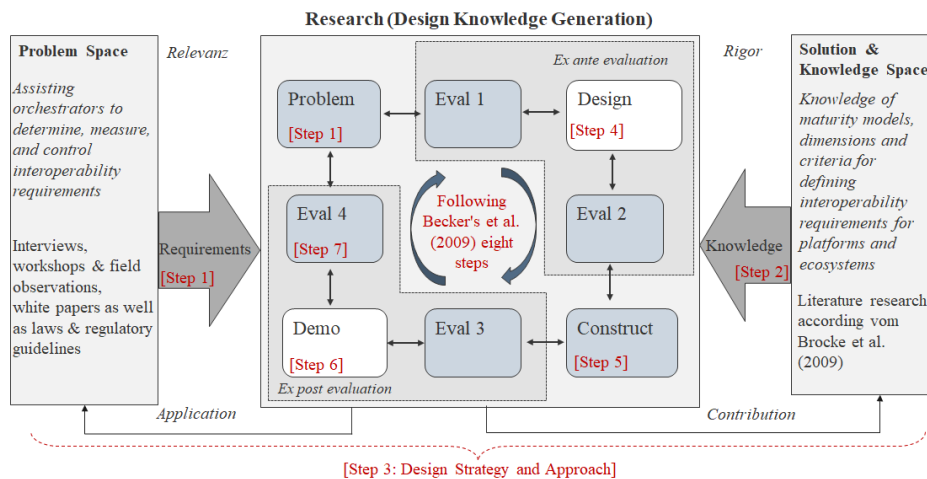 Research (Design Knowledge Generation)
Problem Space
Assisting
orchestrators to
determine, measure,
and control
interoperability
requirements
Interviews,
workshops & field
observations,
white papers as well
as laws & regulatory
guidelines
Relevanz
Requirements
[Step 1]
Ex ante evaluation
Problem
[Step 1]
Eval 1
Design
[Step 4]
Eval 4
[Step 7]
Following
Becker's et al.
(2009) eight
steps
Eval 2
Demo
[Step 6]
Eval 3
Construct
[Step 5]
Ex post evaluation
Rigor
Knowledge
[Step 2]
Solution &
Knowledge Space
Knowledge of
maturity models,
dimensions and
criteria for
defining
interoperability
requirements for
platforms and
ecosystems
Literature research
according vom
Brocke et al.
(2009)
Application
Contribution
[Step 3: Design Strategy and Approach]